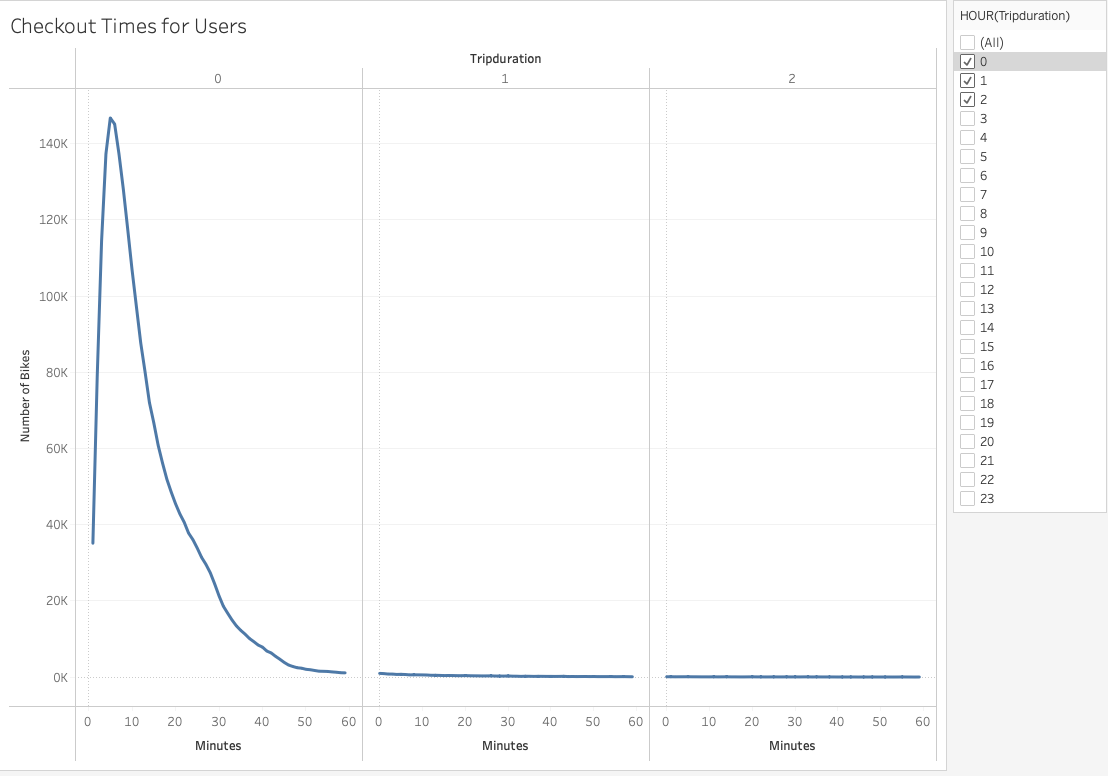 Checkout Times for Users
Tripduration
0 1 2
140K
120K
100K
80K
60K
40K
20K
0K
Number of Bikes
0 10 20 30 40 50 60 0 10 20 30 40 50 60 0 10 20 30 40 50 60
Minutes Minutes Minutes
HOUR(Tripduration)
(All)
0
1
2
3
4
5
6
7
8
9
10
11
12
13
14
15
16
17
18
19
20
21
22
23